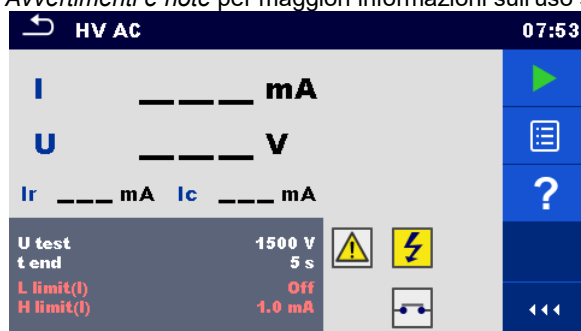 Avvertimenti e note per maggiori informazioni sull'uso
HV AC 07:53
I ___ mA
U ___ V
Ir ___ mA Ic ___ mA
?
U test 1500 V
t end 5 s
L limit(I) Off
H limit(I) 1.0 mA